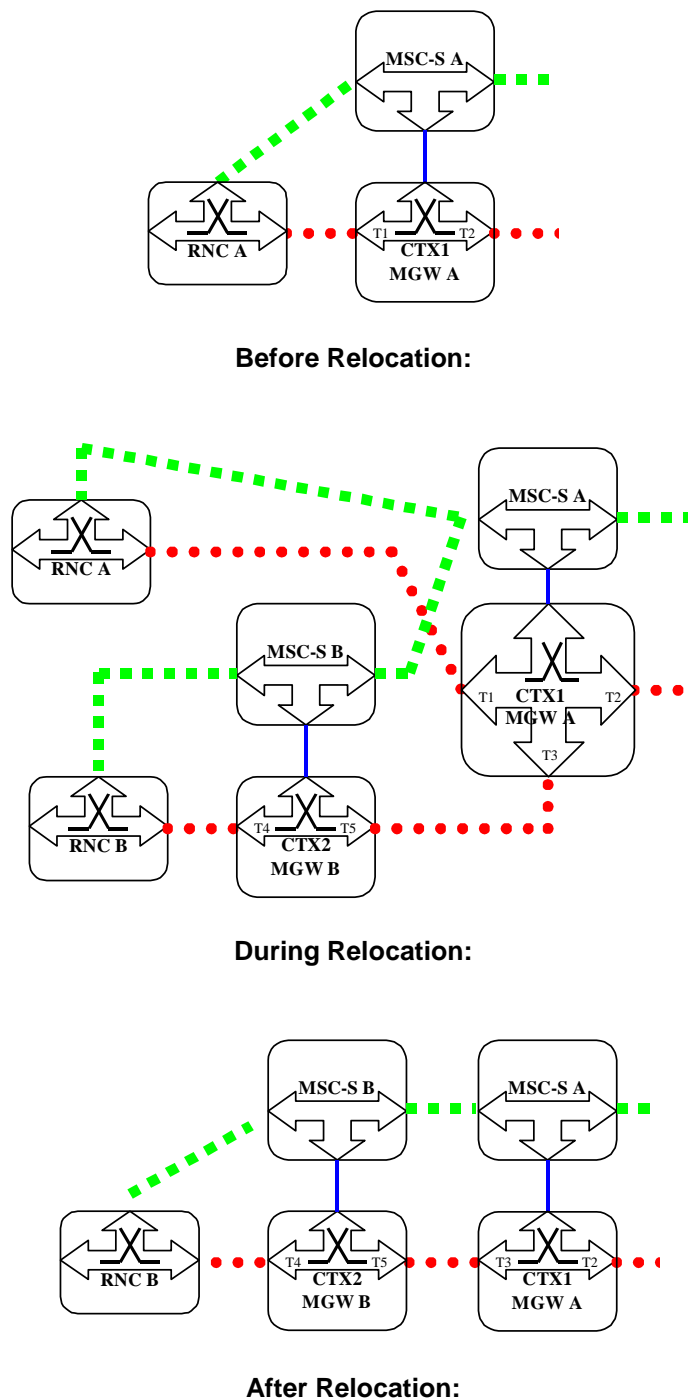 MSC-S A
RNC A
T1
T2
CTX1
MGW A
Before Relocation:
MSC-S A
RNC A
MSC-S B
T1
CTX1
T2
MGW A
T3
RNC B
T4
T5
CTX2
MGW B
During Relocation:
MSC-S B
MSC-S A
RNC B
T4
T5
CTX2
MGW B
T3
T2
CTX1
MGW A
After Relocation: